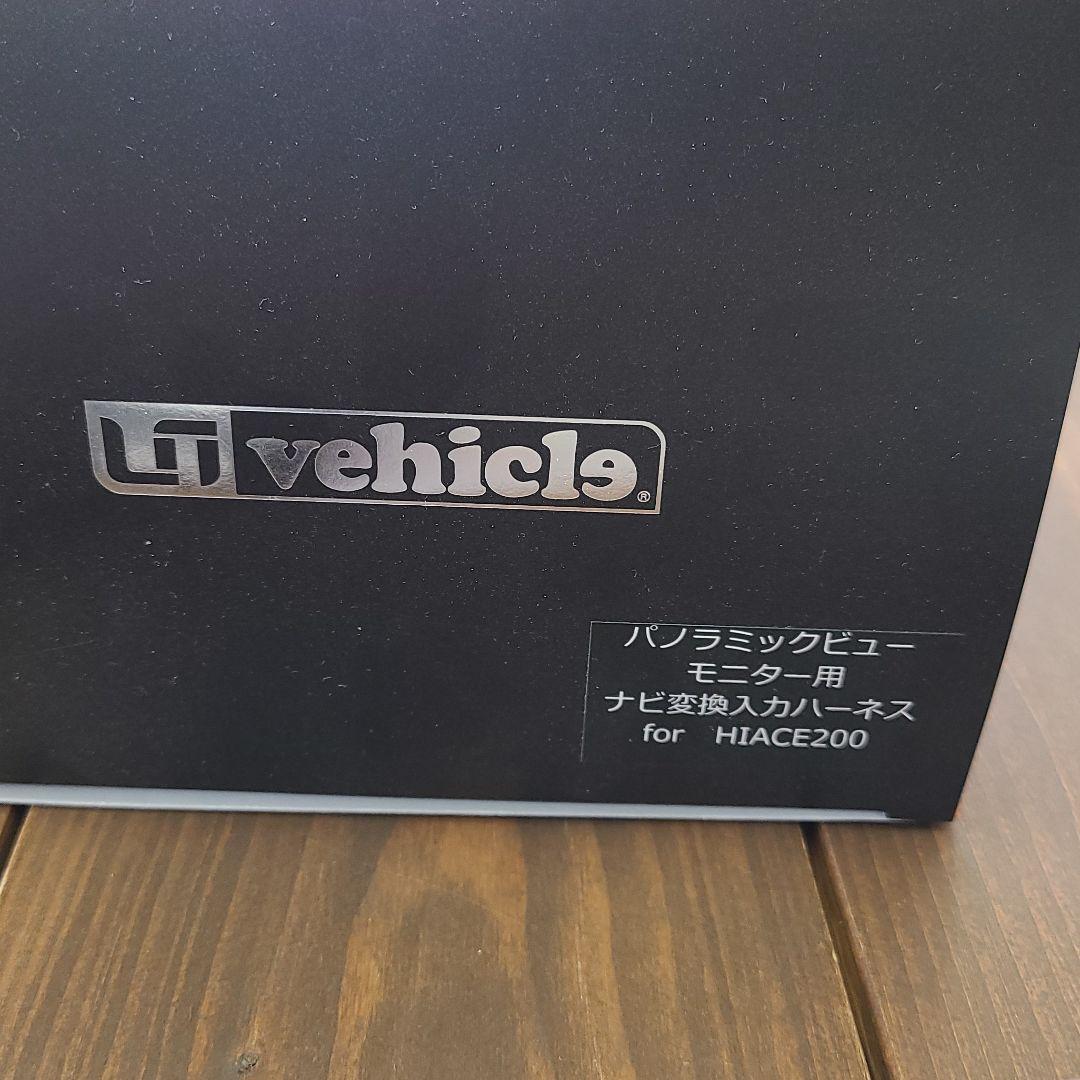 UI vehicle®
パノラミックビュー
モニター用
ナビ変換入力ハーネス
for HIACE200